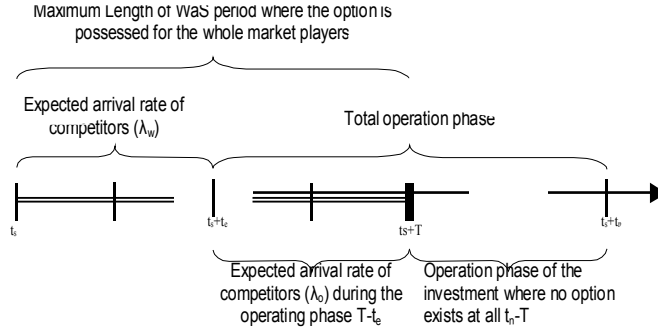 Maximum Length of WaS period where the option is
possessed for the whole market players
Expected arrival rate of
competitors (λw)
Total operation phase
ts
ts+te
ts+T
ts+tn
Expected arrival rate of
competitors (λo) during the
operating phase T-te
Operation phase of the
investment where no option
exists at all tn-T